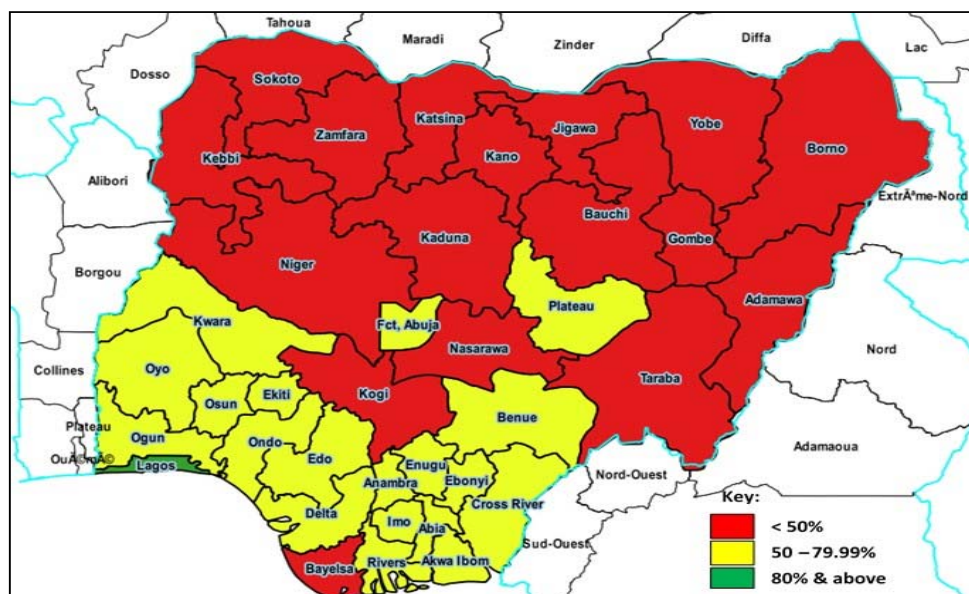 Tahoua
Maradi
Zinder
Diffa
Lac
Dosso
Sokoto
Katsina
Jigawa
Yobe
Borno
Zamfara
Kano
Kebbi
Alibori
ExtrÃªme-Nord
Bauchi
Kaduna
Gombe
Niger
Borgou
Adamawa
Plateau
Fct, Abuja
Kwara
Nasarawa
Nord
Collines
Oyo
Taraba
Kogi
Ekiti
Osun
Benue
Plateau
Ogun
Ondo
Edo
Adamaoua
OuÃ©mÃ©
Lagos
Enugu
Anambra
Ebonyi
Nord-Ouest
Cross River
Delta
Imo
Abia
Sud-Ouest
Bayelsa
Rivers
Akwa Ibom
Key:
< 50%
50 –79.99%
80% & above